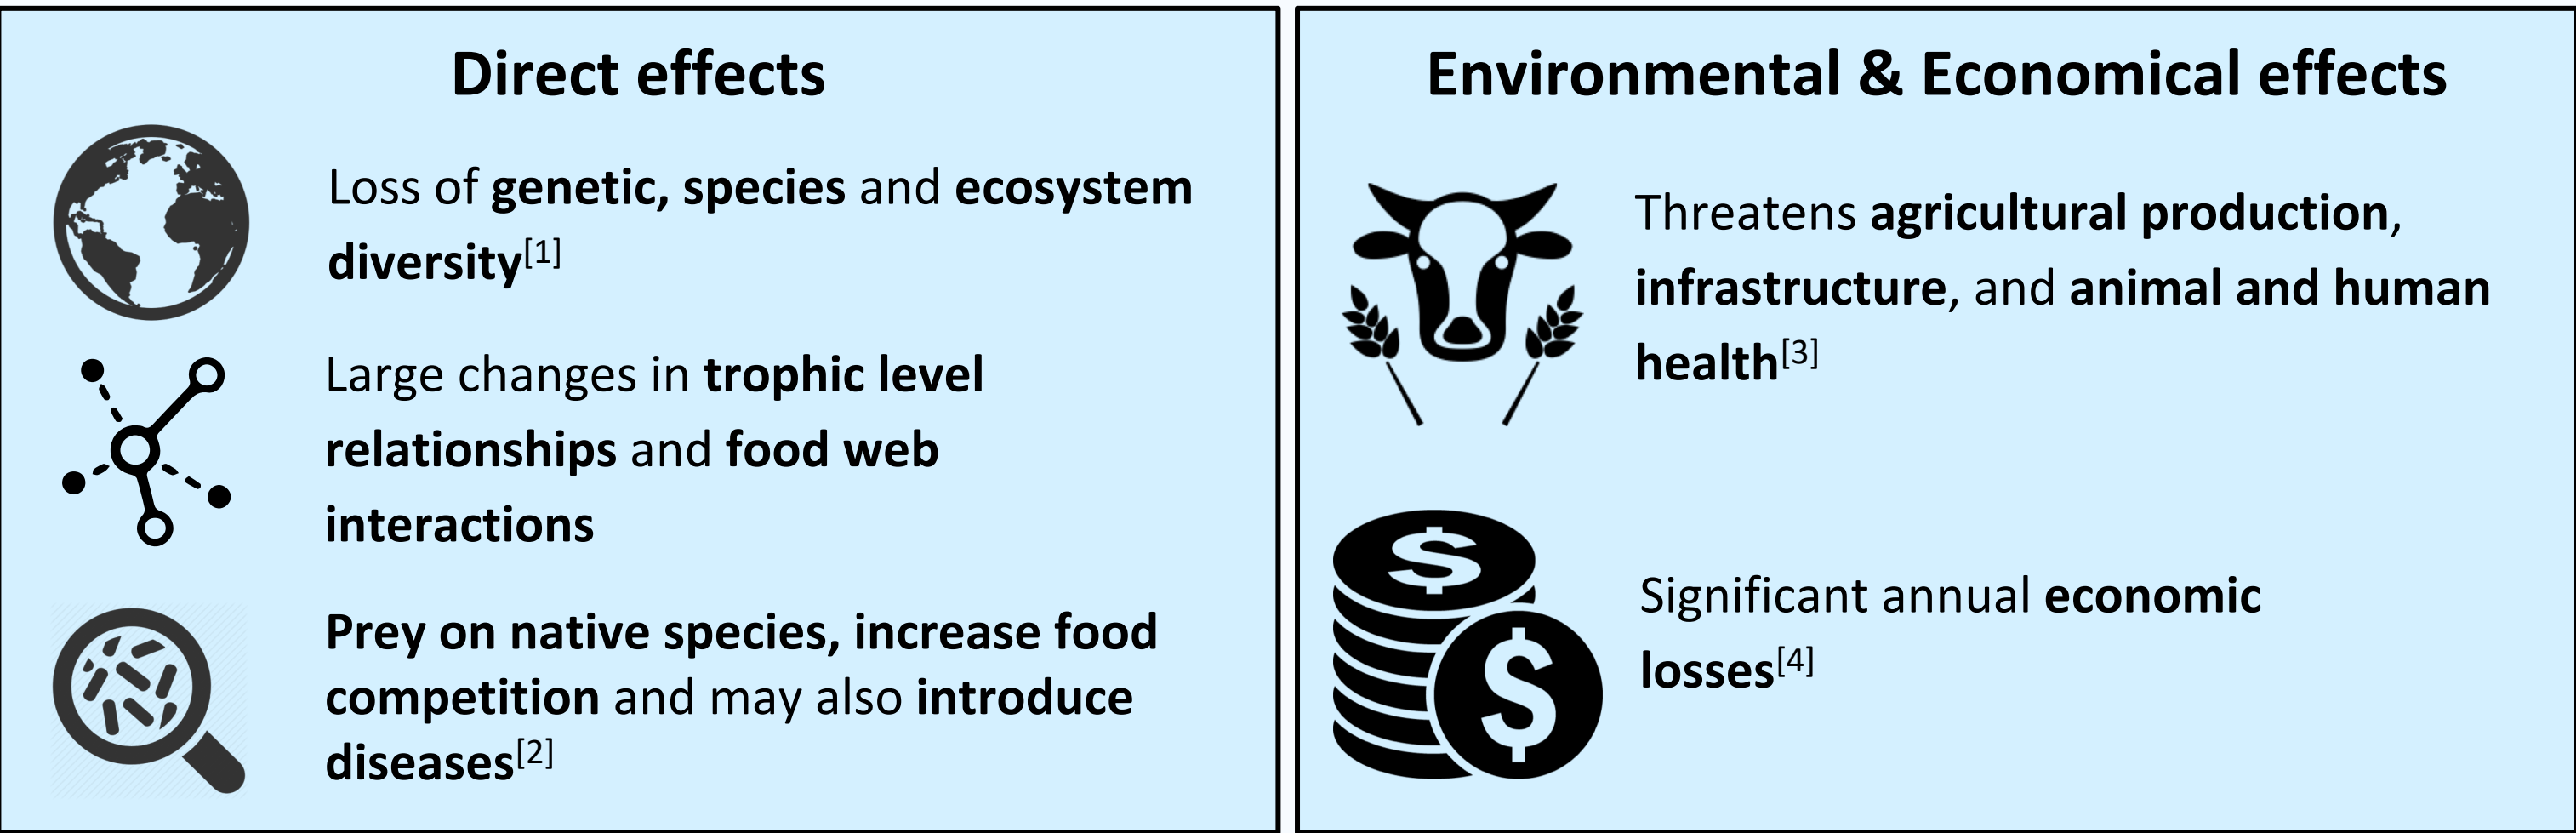 Direct effects
Loss of genetic, species and ecosystem
diversity[1]
Large changes in trophic level
relationships and food web
interactions
Prey on native species, increase food
competition and may also introduce
diseases[2]
Environmental & Economical effects
Threatens agricultural production,
infrastructure, and animal and human
health[3]
$
$
Significant annual economic
losses[4]